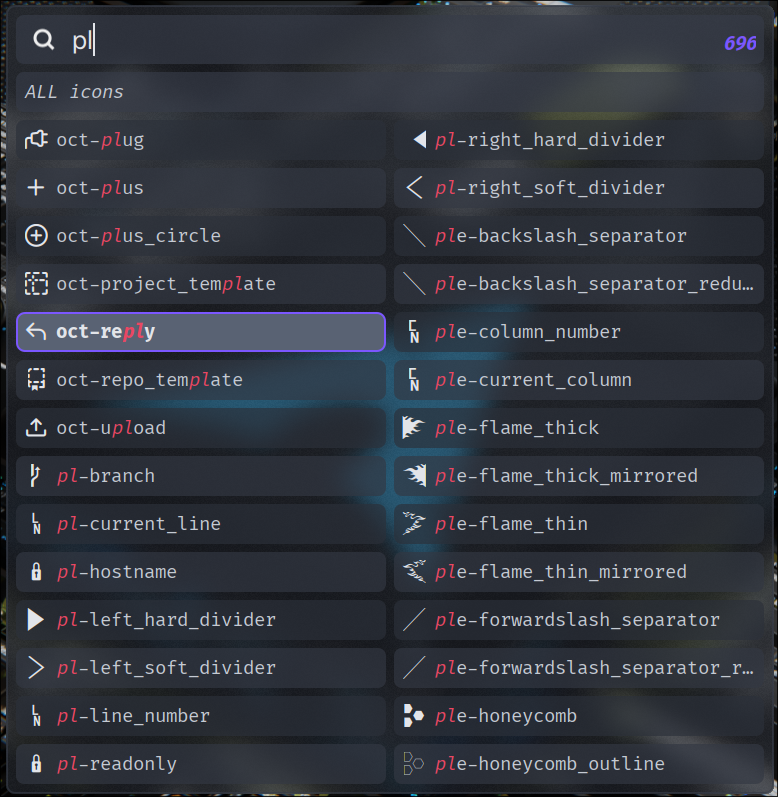 pl
696
ALL icons
oct-plug
oct-plus
oct-plus_circle
oct-project_template
oct-reply
oct-repo_template
oct-upload
pl-branch
pl-current_line
pl-hostname
pl-left_hard_divider
pl-left_soft_divider
pl-line_number
pl-readonly
pl-right_hard_divider
pl-right_soft_divider
ple-backslash_separator
ple-backslash_separator_redu…
ple-column_number
ple-current_column
ple-flame_thick
ple-flame_thick_mirrored
ple-flame_thin
ple-flame_thin_mirrored
ple-forwardslash_separator
ple-forwardslash_separator_r…
ple-honeycomb
ple-honeycomb_outline